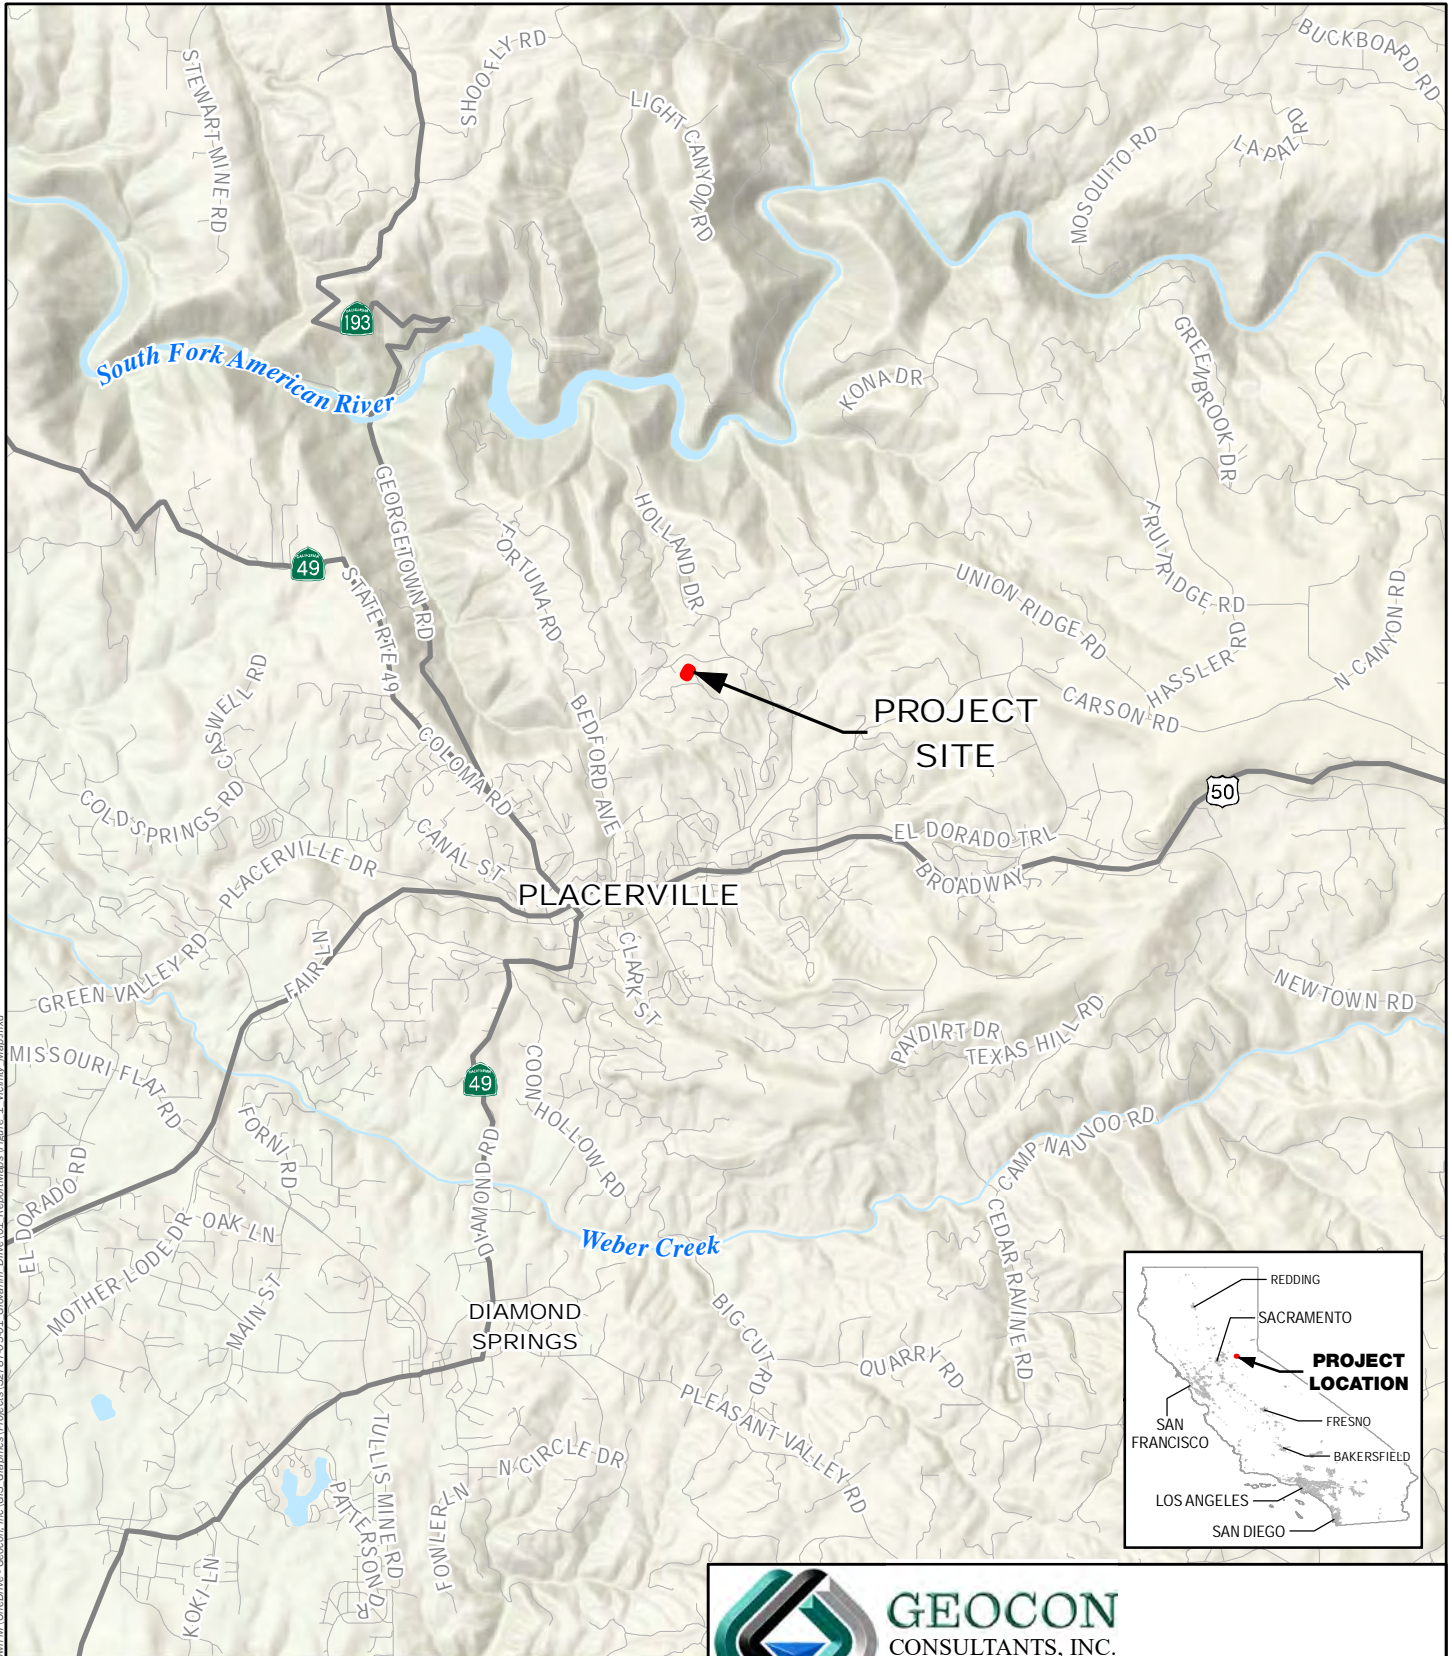 SHOOFLY RD
BUCKBOARD RD
STEWART MINE RD
LIGHT CANYON RD
MOSQUITO RD
LA PAZ RD
CALIFORNIA
193
South Fork American River
KONA DR
GREENBROOK DR
GEORGETOWN RD
HOLLAND DR
FORTUNA RD
FRUITRIDGE RD
CALIFORNIA
49
STATE RTE 49
UNION RIDGE RD
N CANYON RD
HASSLER RD
CASWELL RD
CARSON RD
PROJECT
SITE
BEDFORD AVE
COLOMA RD
COLD SPRINGS RD
50
CANAL ST
EL DORADO TRL
PLACERVILLE DR
BROADWAY
PLACERVILLE
GREEN VALLEY RD
FAIR LN
CLARK ST
NEWTOWN RD
PAYDIRT DR
TEXAS HILL RD
MISSOURI FLAT RD
CALIFORNIA
49
COON HOLLOW RD
FORNI RD
CAMP NAUNOO RD
EL DORADO RD
DIAMOND RD
OAK LN
MOTHER LODE DR
Weber Creek
CEDAR RAVINE RD
MAIN ST
DIAMOND
SPRINGS
BIG CUT RD
QUARRY RD
PLEASANT VALLEY RD
TULLIS MINE RD
N CIRCLE DR
PATTERSON DR
FOWLER LN
KOKI LN
REDDING
SACRAMENTO
PROJECT
LOCATION
SAN
FRANCISCO
FRESNO
BAKERSFIELD
LOS ANGELES
SAN DIEGO
GEOCON
CONSULTANTS, INC.